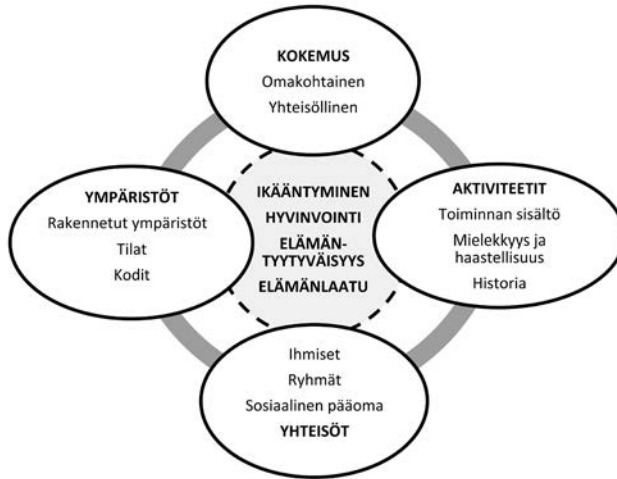 KOKEMUS
Omakohtainen
Yhteisöllinen
YMPÄRISTÖT
Rakennetut ympäristöt
Tilat
Kodit
IKÄÄNTYMINEN
HYVINVOINTI
ELÄMÄN-
TYYTYVÄISYYS
ELÄMÄNLAATU
AKTIVITEETIT
Toiminnan sisältö
Mielekkyys ja
haastellisuus
Historia
Ihmiset
Ryhmät
Sosiaalinen pääoma
YHTEISÖT